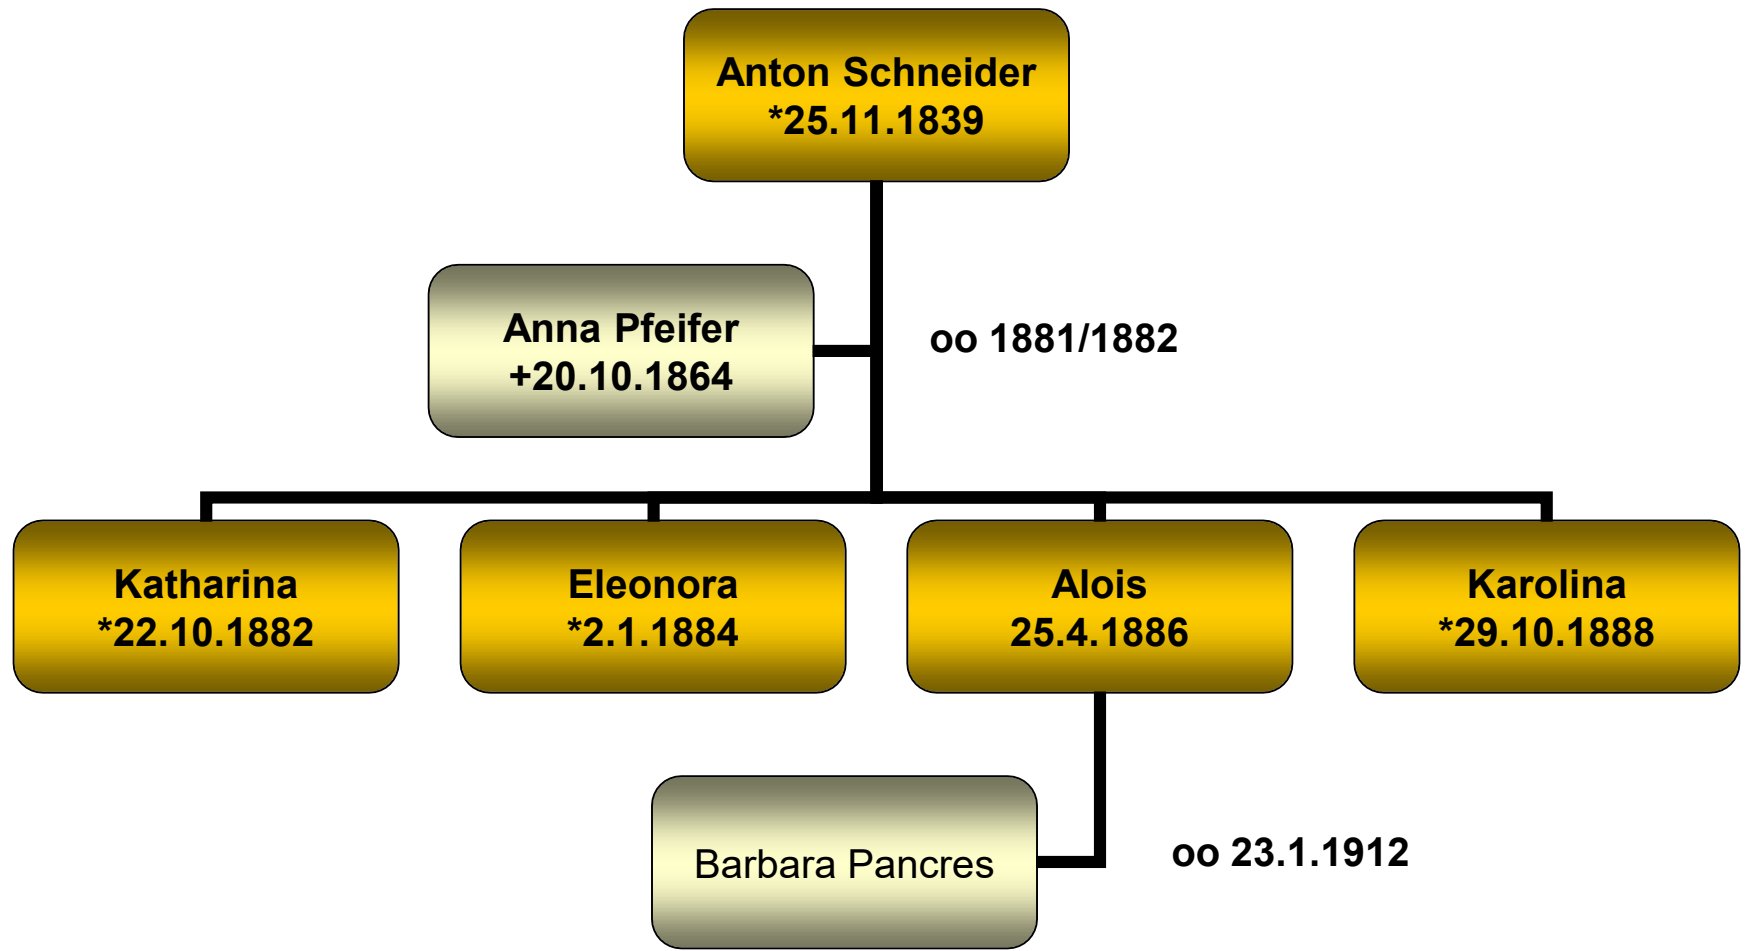 Anton Schneider
*25.11.1839
Anna Pfeifer
+20.10.1864
oo 1881/1882
Katharina
*22.10.1882
Eleonora
*2.1.1884
Alois
25.4.1886
Karolina
*29.10.1888
Barbara Pancres
oo 23.1.1912